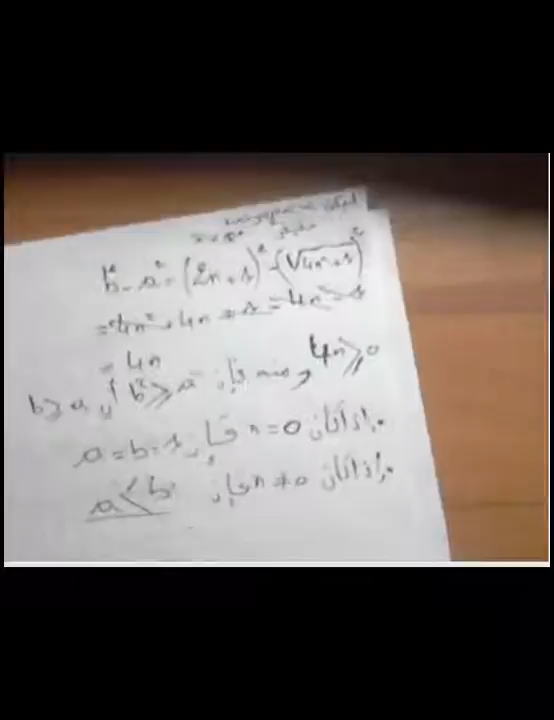 b² - a² = (2n+1)² - (√4n²+1)²
= 4n² + 4n + 1 - 4n² - 1
= 4n
4n ≥ 0 ومنه فإن b² ≥ a² أي b ≥ a
• إذا كان n = 0 فإن a = b = 1
• إذا كان n ≠ 0 فإن a < b